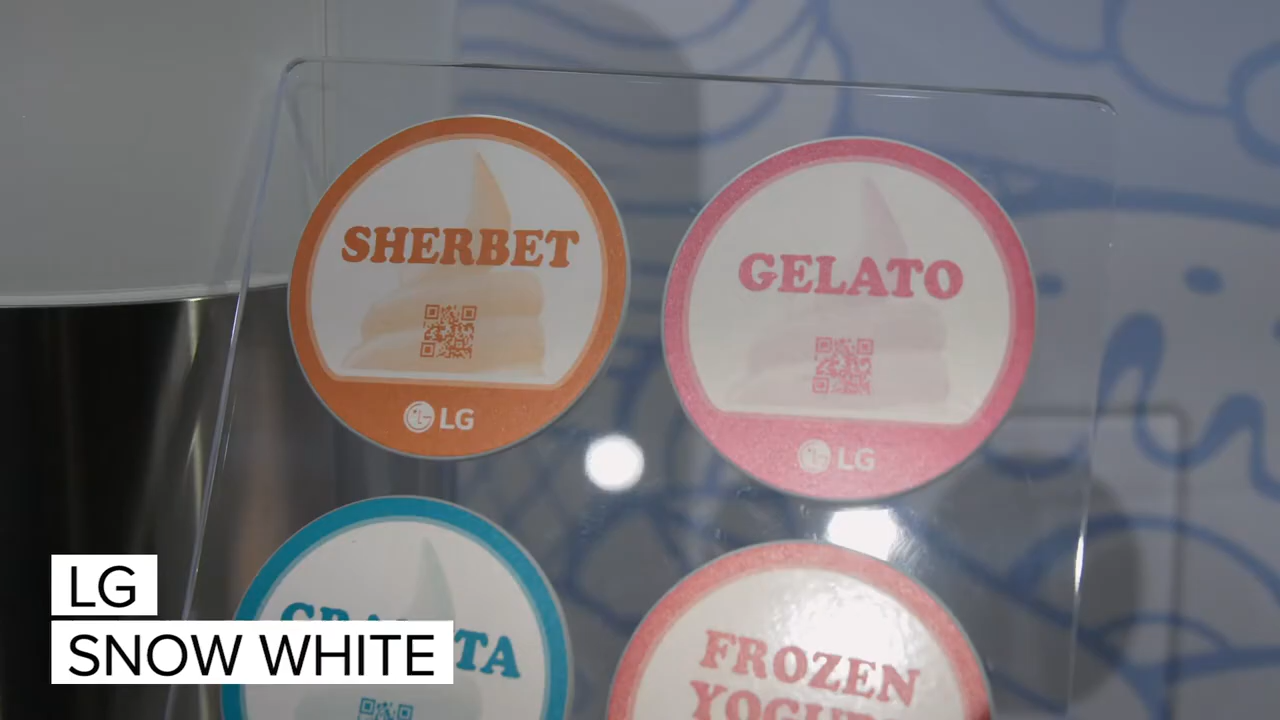 SHERBET
LG
GELATO
LG
FROZEN
LG
SNOW WHITE